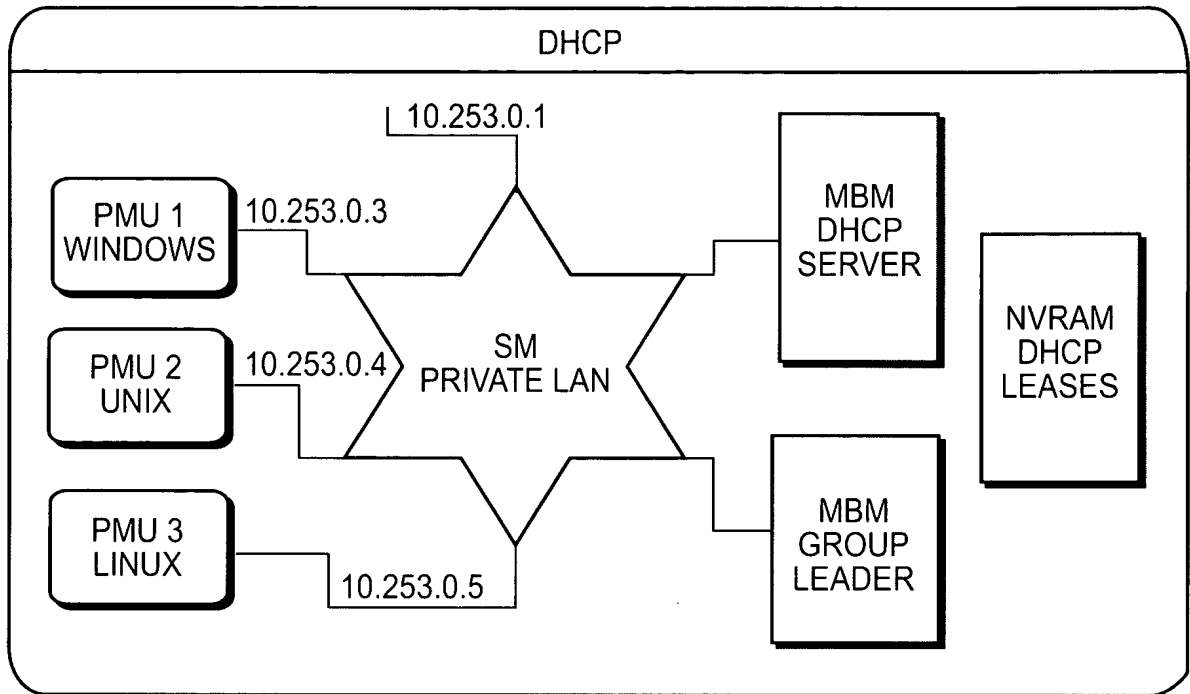 DHCP
10.253.0.1
PMU 1
WINDOWS
10.253.0.3
MBM
DHCP
SERVER
NVRAM
DHCP
LEASES
SM
PRIVATE LAN
PMU 2
UNIX
10.253.0.4
PMU 3
LINUX
10.253.0.5
MBM
GROUP
LEADER